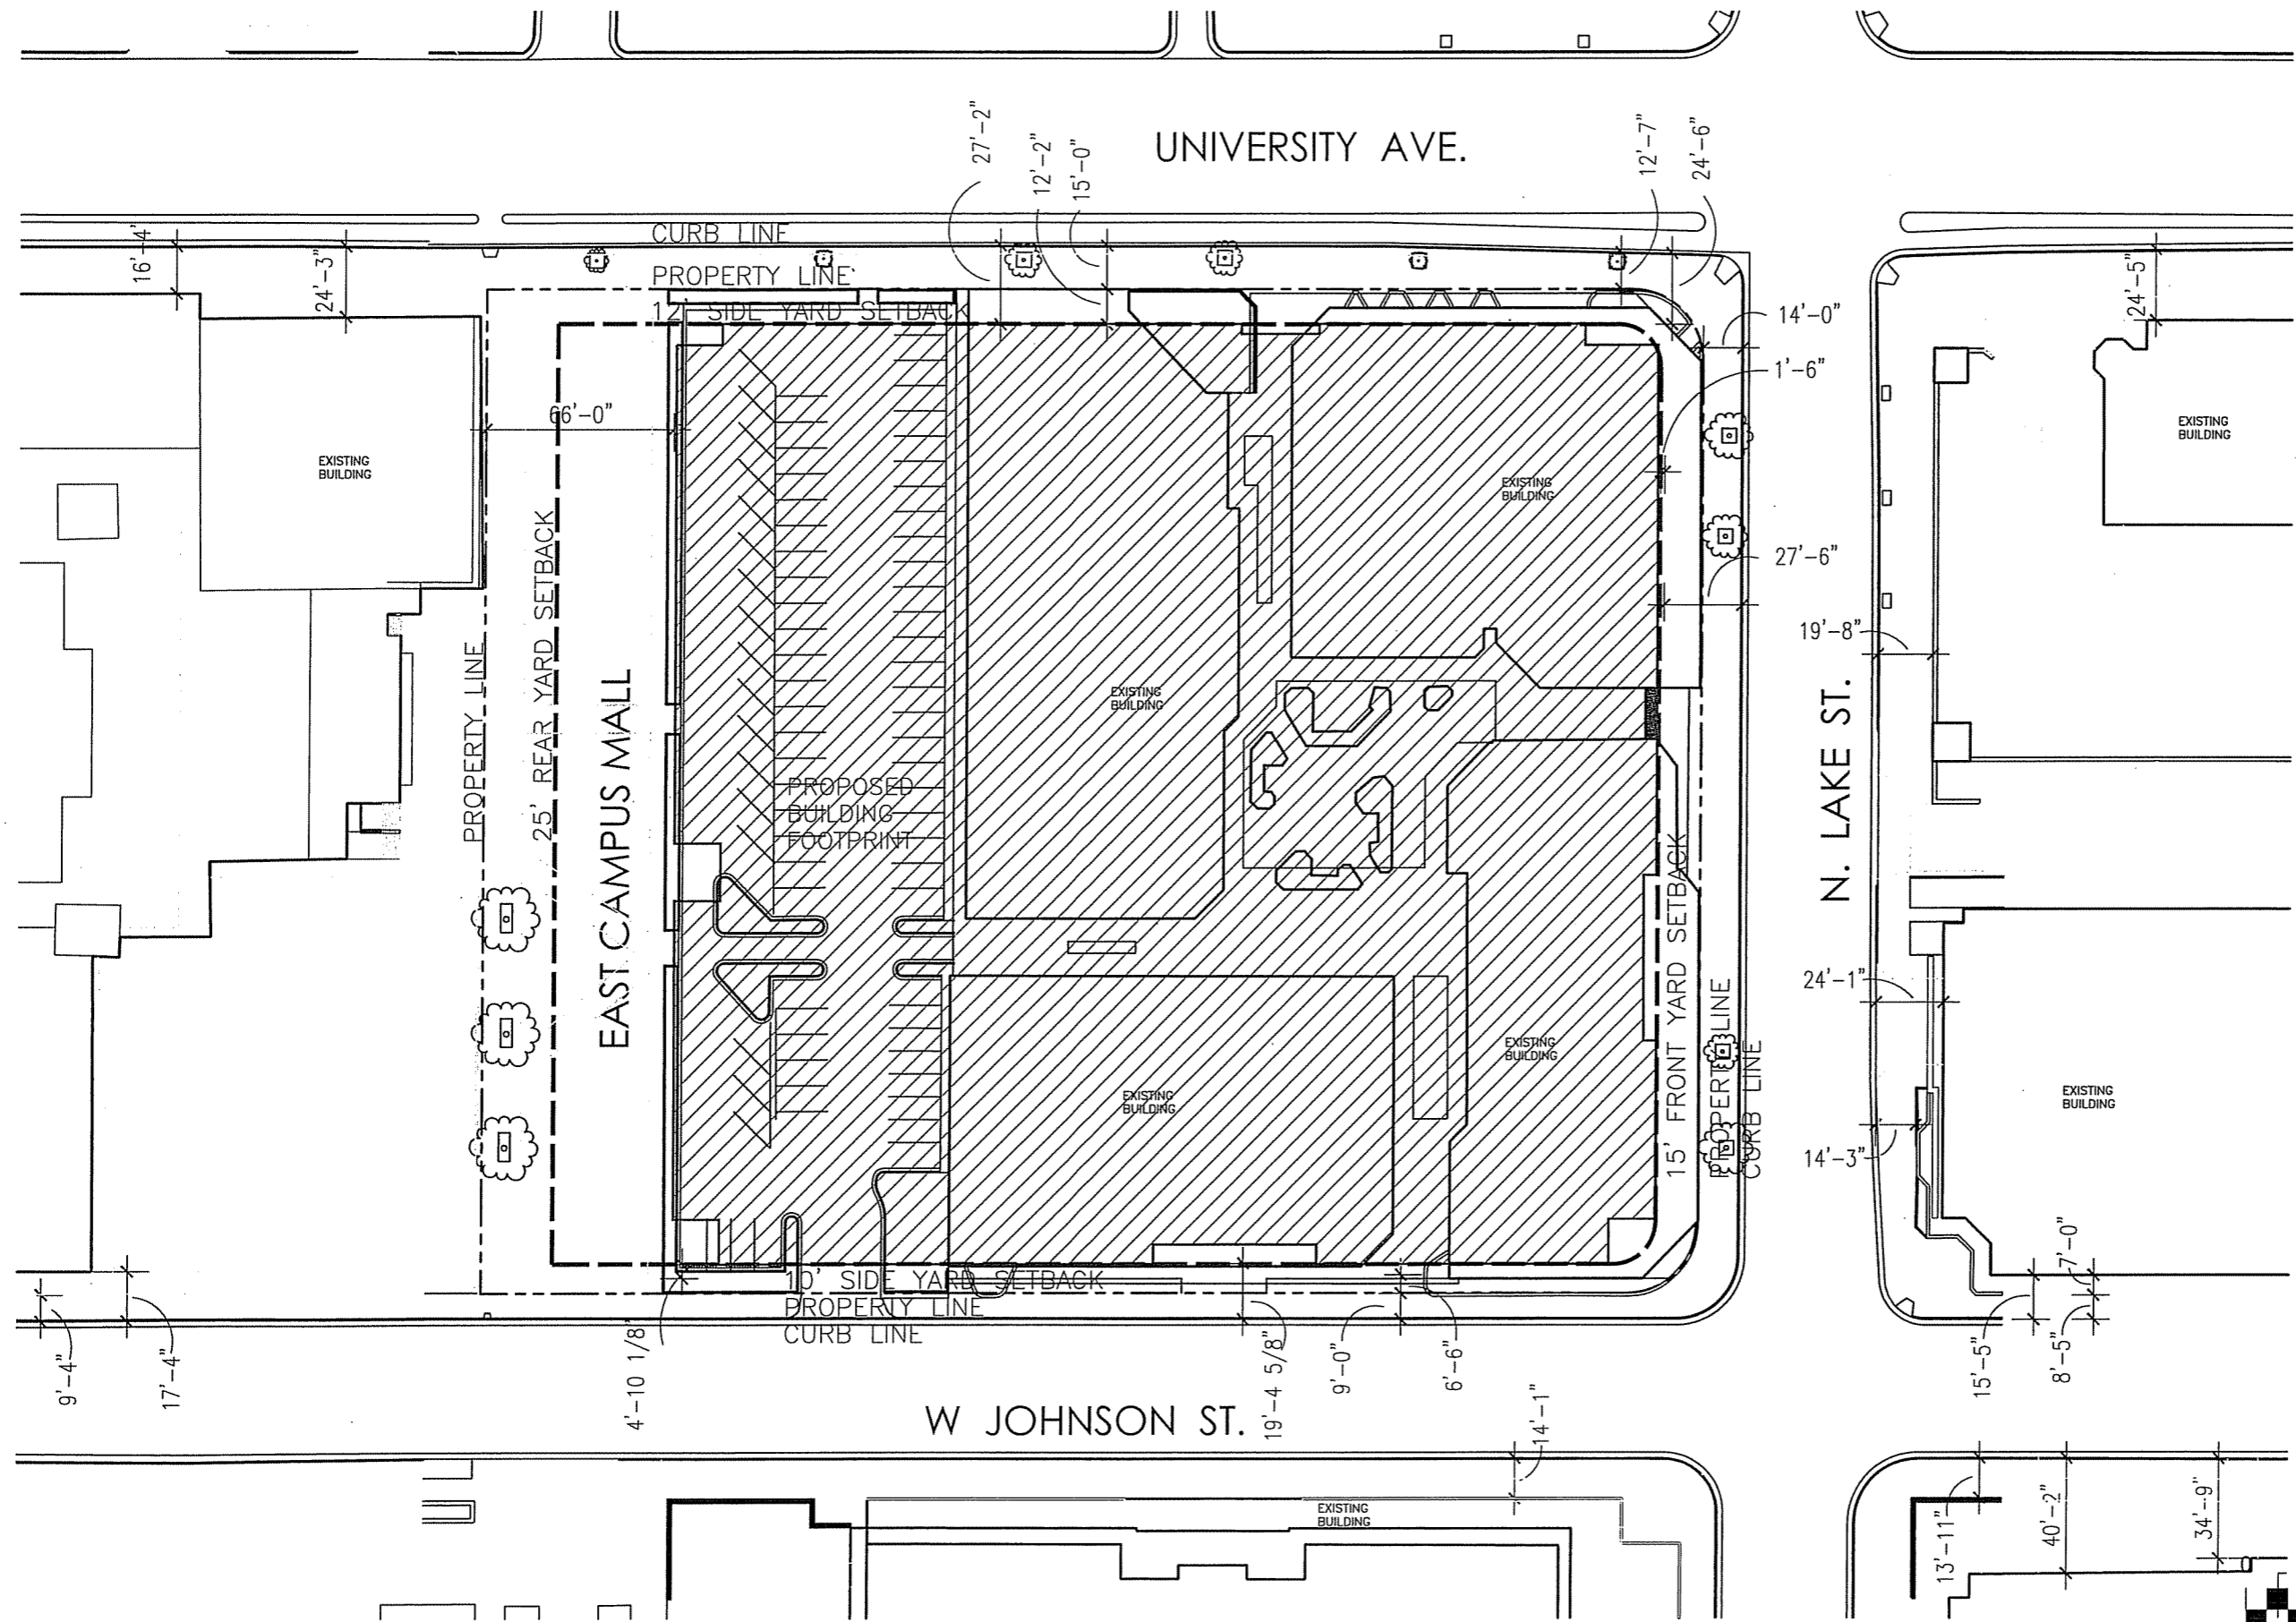 UNIVERSITY AVE.
27'-2"
12'-2"
15'-0"
12'-7"
24'-6"
16'-4"
24'-3"
CURB LINE
PROPERTY LINE
12' SIDE YARD SETBACK
24'-5"
14'-0"
1'-6"
66'-0"
EXISTING
BUILDING
EXISTING
BUILDING
EXISTING
BUILDING
27'-6"
19'-8"
PROPERTY LINE
25' REAR YARD SETBACK
EAST CAMPUS MALL
EXISTING
BUILDING
PROPOSED
BUILDING
FOOTPRINT
N. LAKE ST.
15' FRONT YARD SETBACK
PROPERTY LINE
CURB LINE
24'-1"
EXISTING
BUILDING
EXISTING
BUILDING
EXISTING
BUILDING
14'-3"
10' SIDE YARD SETBACK
PROPERTY LINE
CURB LINE
9'-4"
17'-4"
4'-10 1/8"
19'-4 5/8"
9'-0"
6'-6"
7'-0"
15'-5"
8'-5"
W JOHNSON ST.
14'-1"
EXISTING
BUILDING
13'-11"
40'-2"
34'-9"